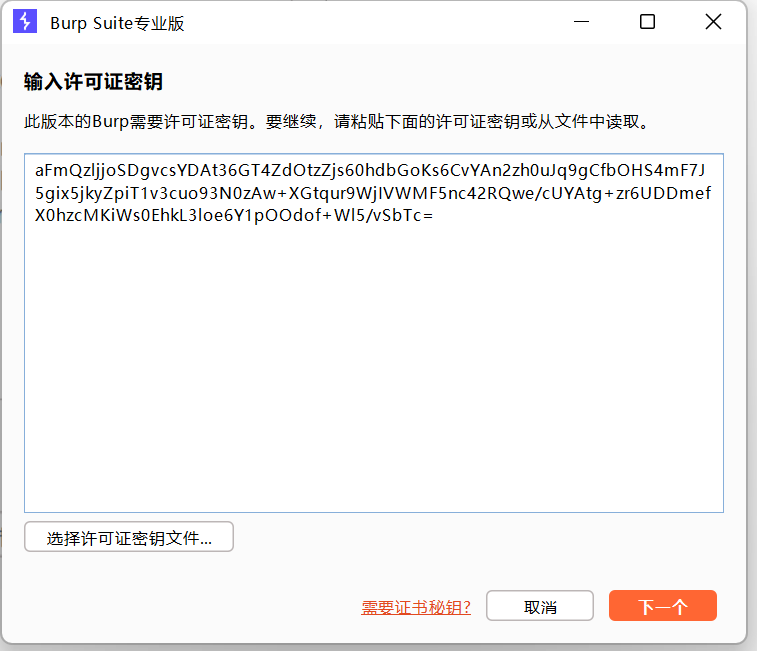 Burp Suite专业版
输入许可证密钥
此版本的Burp需要许可证密钥。要继续，请粘贴下面的许可证密钥或从文件中读取。
aFmQzljjoSDgvcsYDAt36GT4ZdOtzZjs60hdbGoKs6CvYAn2zh0uJq9gCfbOHS4mF7J
5gix5jkyZpiT1v3cuo93N0zAw+XGtqur9WjIVWMF5nc42RQwe/cUYAtg+zr6UDDmef
X0hzcMKiWs0EhkL3loe6Y1pOOdof+Wl5/vSbTc=
选择许可证密钥文件...
需要证书秘钥?
取消
下一个